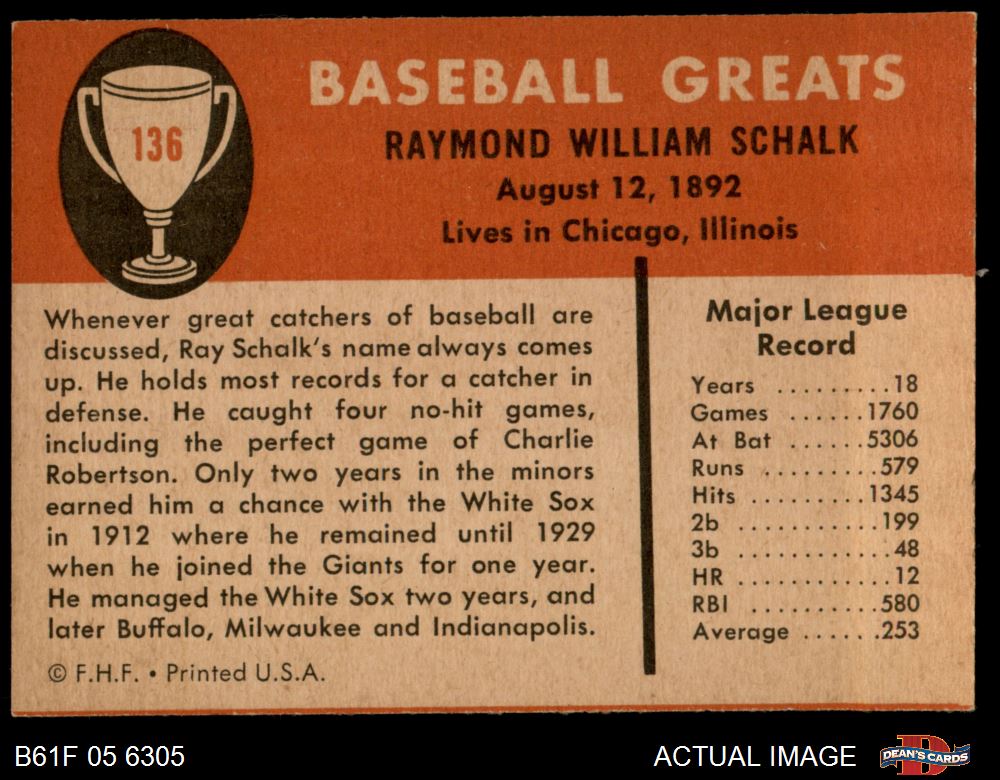 136
BASEBALL GREATS
RAYMOND WILLIAM SCHALK
August 12, 1892
Lives in Chicago, Illinois
Whenever great catchers of baseball are
discussed, Ray Schalk's name always comes
up. He holds most records for a catcher in
defense. He caught four no-hit games,
including the perfect game of Charlie
Robertson. Only two years in the minors
earned him a chance with the White Sox
in 1912 where he remained until 1929
when he joined the Giants for one year.
He managed the White Sox two years, and
later Buffalo, Milwaukee and Indianapolis.
© F.H.F. • Printed U.S.A.
Major League
Record
Years .........18
Games ......1760
At Bat ......5306
Runs .........579
Hits .........1345
2b ...........199
3b ............48
HR ............12
RBI ..........580
Average ......253
B61F 05 6305
ACTUAL IMAGE
DEAN'S CARDS